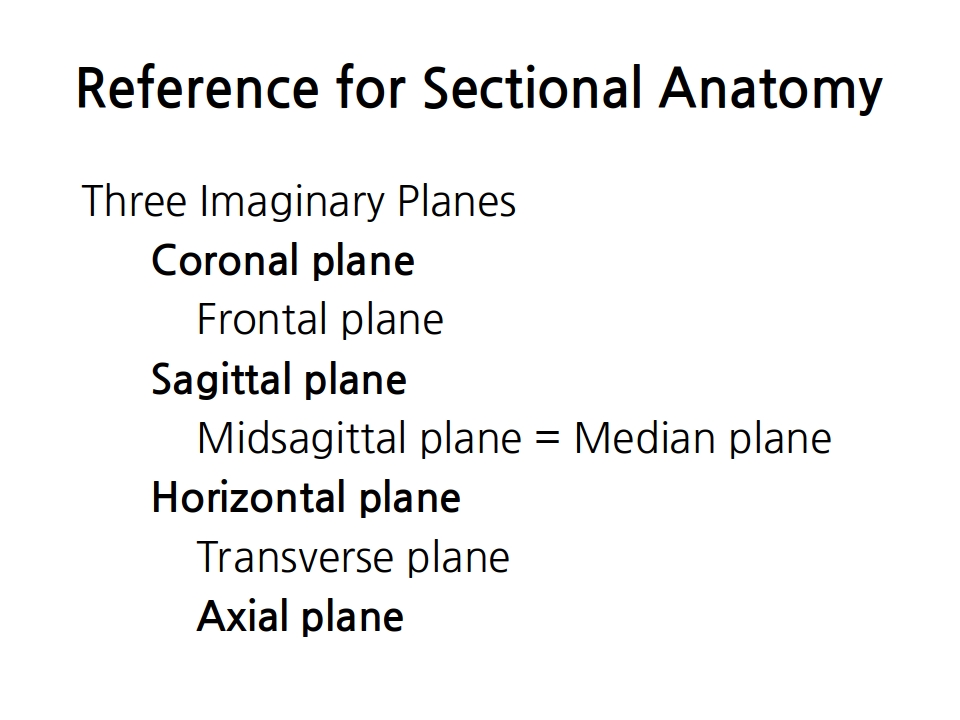 Reference for Sectional Anatomy
Three Imaginary Planes
Coronal plane
Frontal plane
Sagittal plane
Midsagittal plane = Median plane
Horizontal plane
Transverse plane
Axial plane